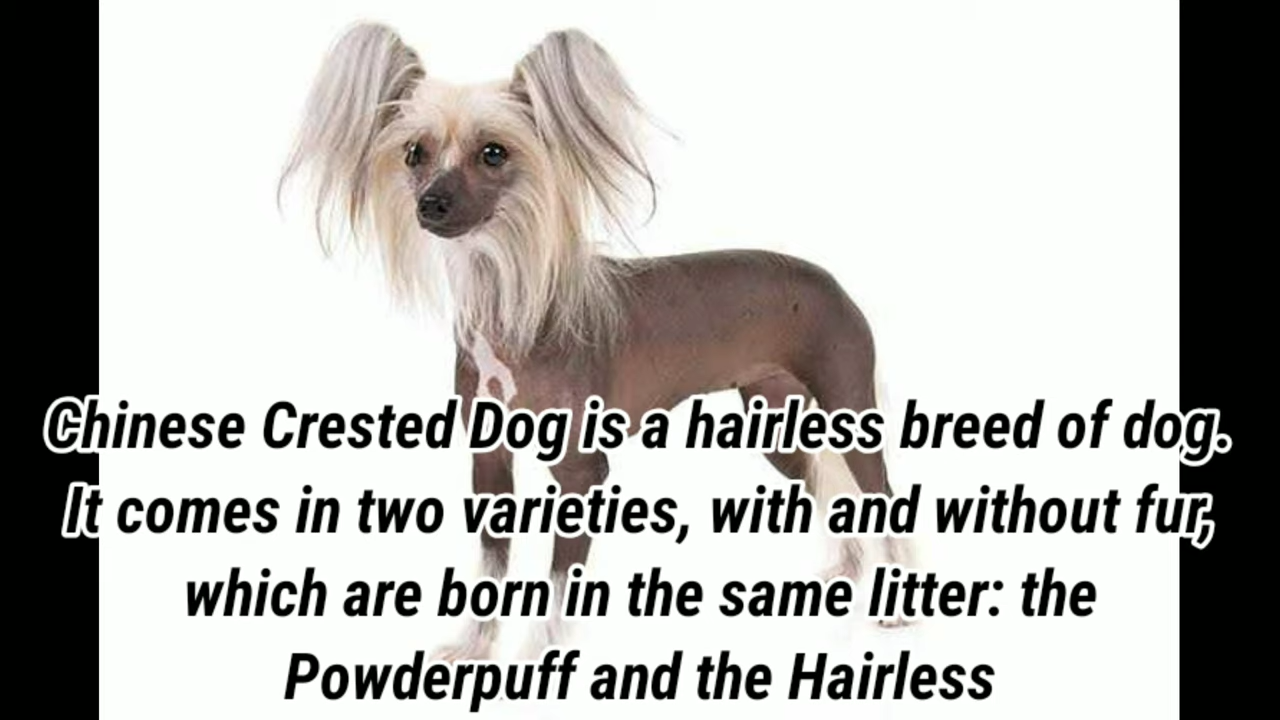 Chinese Crested Dog is a hairless breed of dog.
It comes in two varieties, with and without fur,
which are born in the same litter: the
Powderpuff and the Hairless